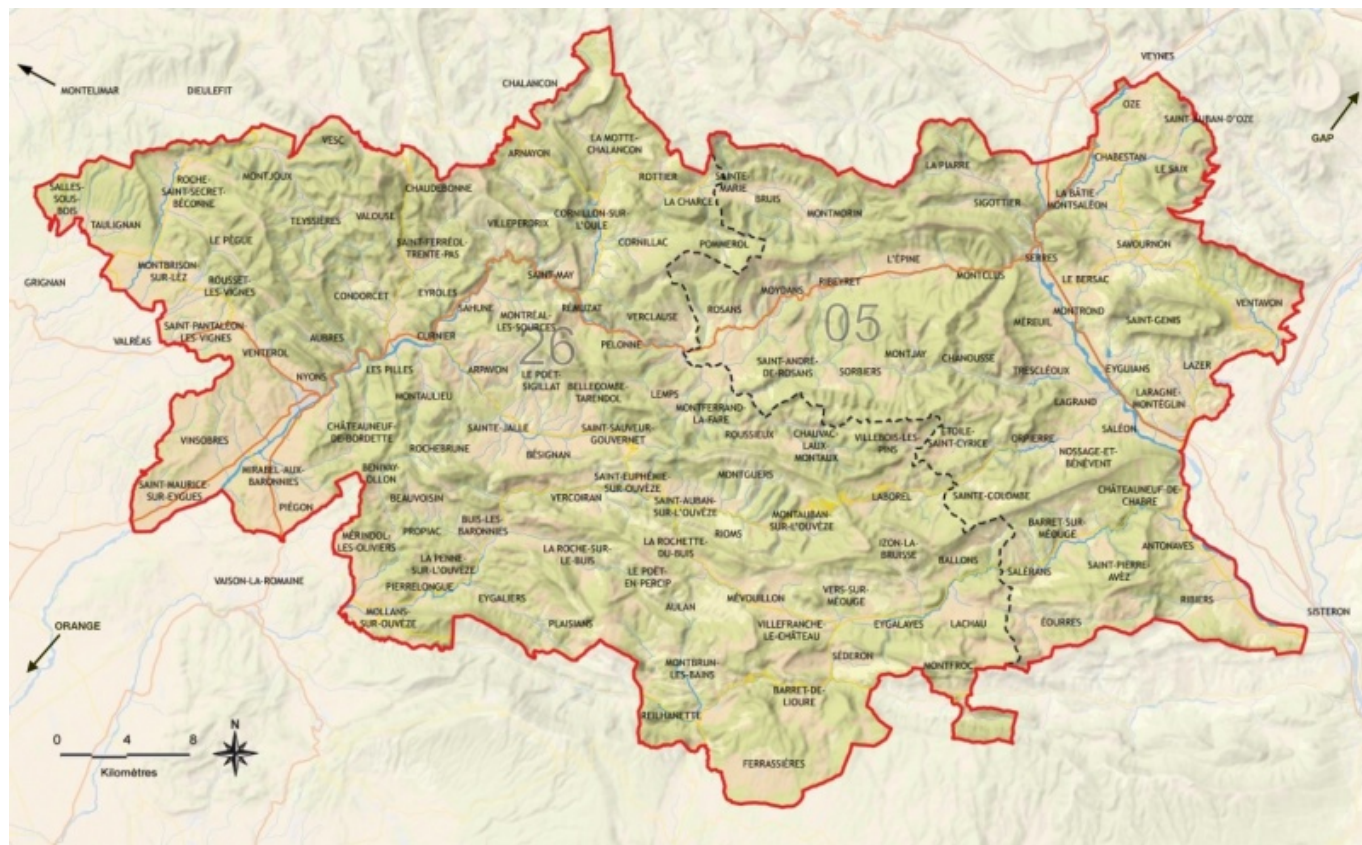 VEYNES
CHALANCON
MONTELIMAR
DIEULEFIT
OZE
SAINT-AUBAN-D'OZE
GAP
VESC
LA MOTTE-
CHALANCON
ARNAYON
CHABESTAN
LE SAIX
LA PIARRE
ROCHE-
SAINT-SECRET-
BÉCONNE
MONTJOUX
ROTTIER
SAINTE-
MARIE
SALLES-
SOUS-
BOIS
CHAUDEBONNE
LA CHARCE
BRUIS
SIGOTTIER
LA BÂTIE-
MONTSALÉON
TAULIGNAN
TEYSSIÈRES
VALOUSE
VILLEPERDRIX
CORNILLON-SUR-
L'OULE
MONTMORIN
LE PÈGUE
SAINT-FERRÉOL-
TRENTE-PAS
CORNILLAC
POMMEROL
SAVOURNON
L'ÉPINE
SERRES
MONTBRISON-
SUR-LEZ
SAINT-MAY
MONTCLUS
LE BERSAC
GRIGNAN
ROUSSET-
LES-VIGNES
CONDORCET
EYROLES
MOYDANS
RIBEYRET
SAHUNE
RÉMUZAT
ROSANS
VENTAVON
MONTRÉAL-
LES-SOURCES
VERCLAUSE
05
MÉREUIL
MONTROND
SAINT-GENIS
SAINT-PANTALÉON-
LES-VIGNES
VALRÉAS
AUBRES
CURNIER
26
PELONNE
VENTEROL
NYONS
LES PILLES
ARPAVON
LE POËT-
SIGILLAT
BELLECOMBE-
TARENDOL
SAINT-ANDRÉ-
DE-ROSANS
SORBIERS
MONTJAY
CHANOUSSE
TRESCLÉOUX
EYGUIANS
LAZER
MONTAULIEU
LEMPS
MONTFERRAND-
LA-FARE
LAGRAND
LARAGNE-
MONTÉGLIN
VINSOBRES
CHÂTEAUNEUF-
DE-BORDETTE
ROCHEBRUNE
SAINTE-JALLE
SAINT-SAUVEUR-
GOUVERNET
ROUSSIEUX
CHAUVAC-
LAUX-
MONTAUX
VILLEBOIS-LES-
PINS
ÉTOILE-
SAINT-CYRICE
ORPIERRE
SALÉON
BÉSIGNAN
NOSSAGE-ET-
BÉNÉVENT
MIRABEL-AUX-
BARONNIES
BÉNIVAY-
OLLON
SAINT-EUPHÉMIE-
SUR-OUVÈZE
MONTGUERS
SAINT-MAURICE-
SUR-EYGUES
PIÉGON
BEAUVOISIN
VERCOIRAN
SAINT-AUBAN-
SUR-L'OUVÈZE
LABOREL
SAINTE-COLOMBE
CHÂTEAUNEUF-DE-
CHABRE
MONTAUBAN-
SUR-L'OUVÈZE
MÉRINDOL-
LES-OLIVIERS
PROPIAC
BUIS-LES-
BARONNIES
RIOMS
BARRET-SUR-
MÉOUGE
LA ROCHE-SUR-
LE-BUIS
LA ROCHETTE-
DU-BUIS
IZON-LA-
BRUISSE
BALLONS
ANTONAVES
LA PENNE-
SUR-L'OUVÈZE
LE POËT-
EN-PERCIP
SALÉRANS
SAINT-PIERRE-
AVEZ
VAISON-LA-ROMAINE
PIERRELONGUE
EYGALIERS
AULAN
MÉVOUILLON
VERS-SUR-
MÉOUGE
RIBIERS
SISTERON
MOLLANS-
SUR-OUVÈZE
PLAISIANS
VILLEFRANCHE-
LE-CHÂTEAU
EYGALAYES
LACHAU
ÉOURRES
ORANGE
SÉDERON
MONTFROC
MONTBRUN-
LES-BAINS
BARRET-DE-
LIOURE
REILHANETTE
N
0 4 8
Kilomètres
FERRASSIÈRES